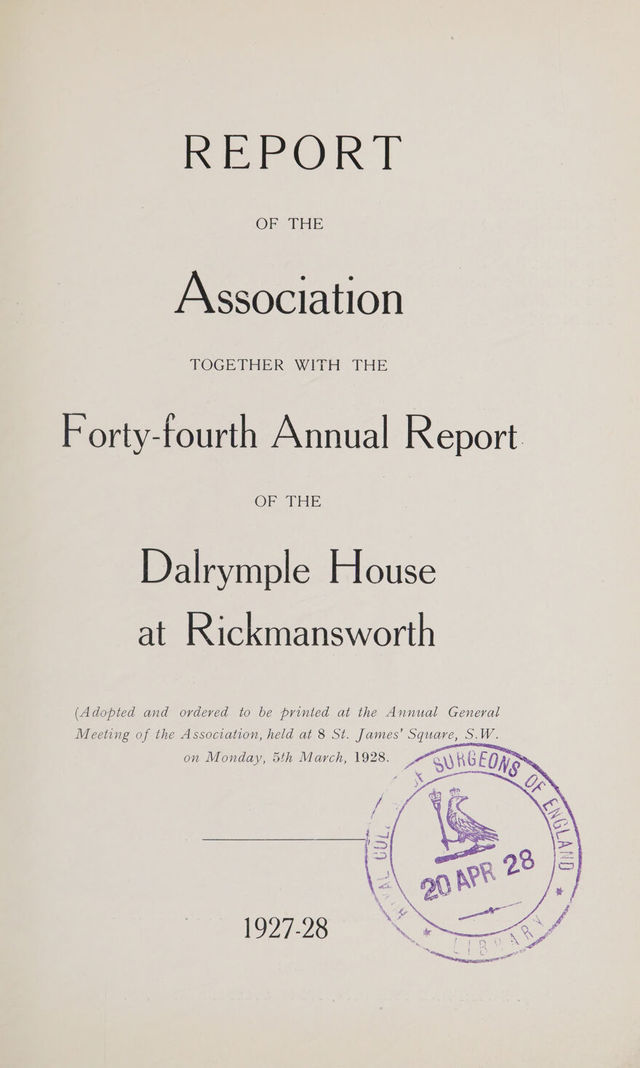 REPORT
OF THE
Association
TOGETHER WITH THE
Forty-fourth Annual Report
OF THE
Dalrymple House
at Rickmansworth
(Adopted and ordered to be printed at the Annual General
Meeting of the Association, held at 8 St. James' Square, S.W.
on Monday, 5th March, 1928.
OF SURGEONS OF ENGLAND
20 APR 28
LIBRARY
1927-28